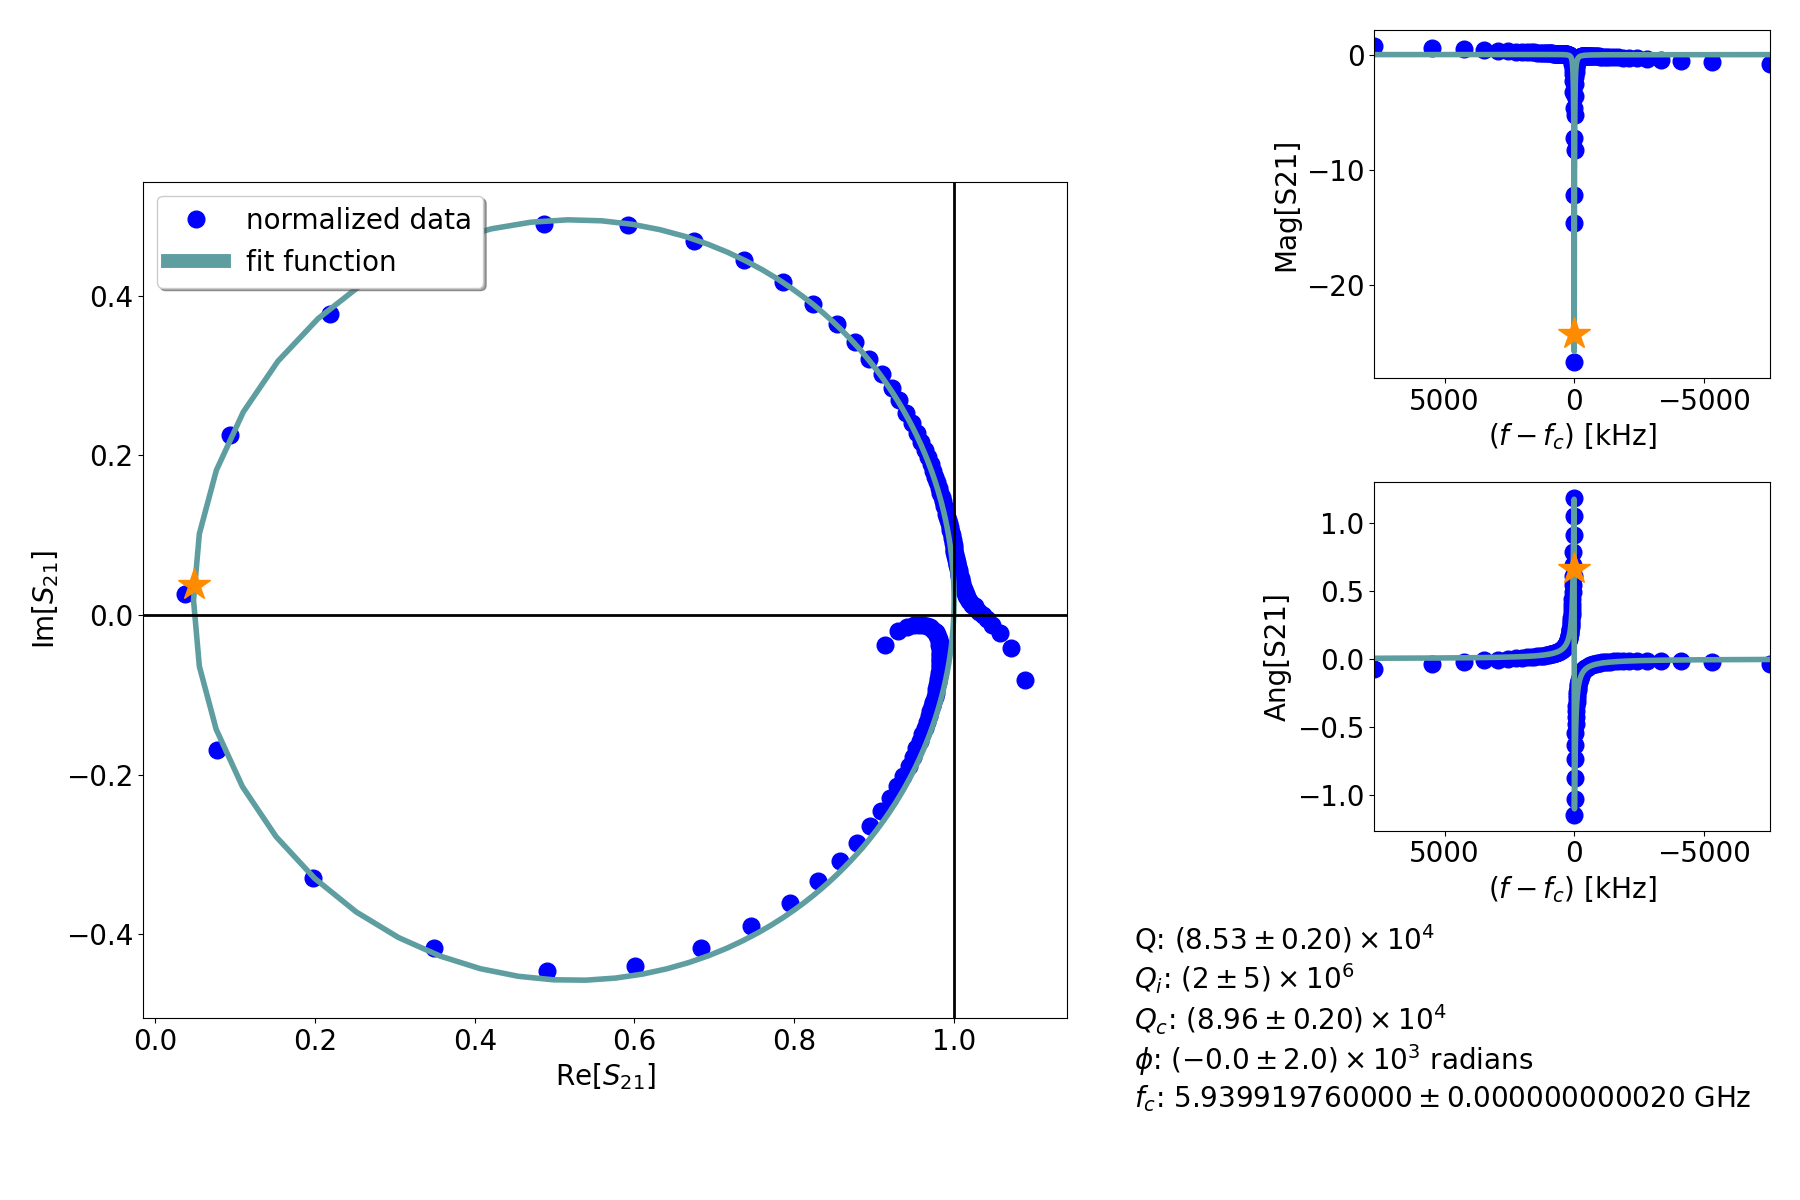 normalized data
fit function
0.4
0.2
0.0
−0.2
−0.4
Im[S21]
0.0 0.2 0.4 0.6 0.8 1.0
Re[S21]
0
−10
−20
Mag[S21]
5000 0 −5000
(f − fc) [kHz]
1.0
0.5
0.0
−0.5
−1.0
Ang[S21]
5000 0 −5000
(f − fc) [kHz]
Q: (8.53 ± 0.20) × 10^4
Qi: (2 ± 5) × 10^6
Qc: (8.96 ± 0.20) × 10^4
ϕ: (−0.0 ± 2.0) × 10^3 radians
fc: 5.939919760000 ± 0.000000000020 GHz